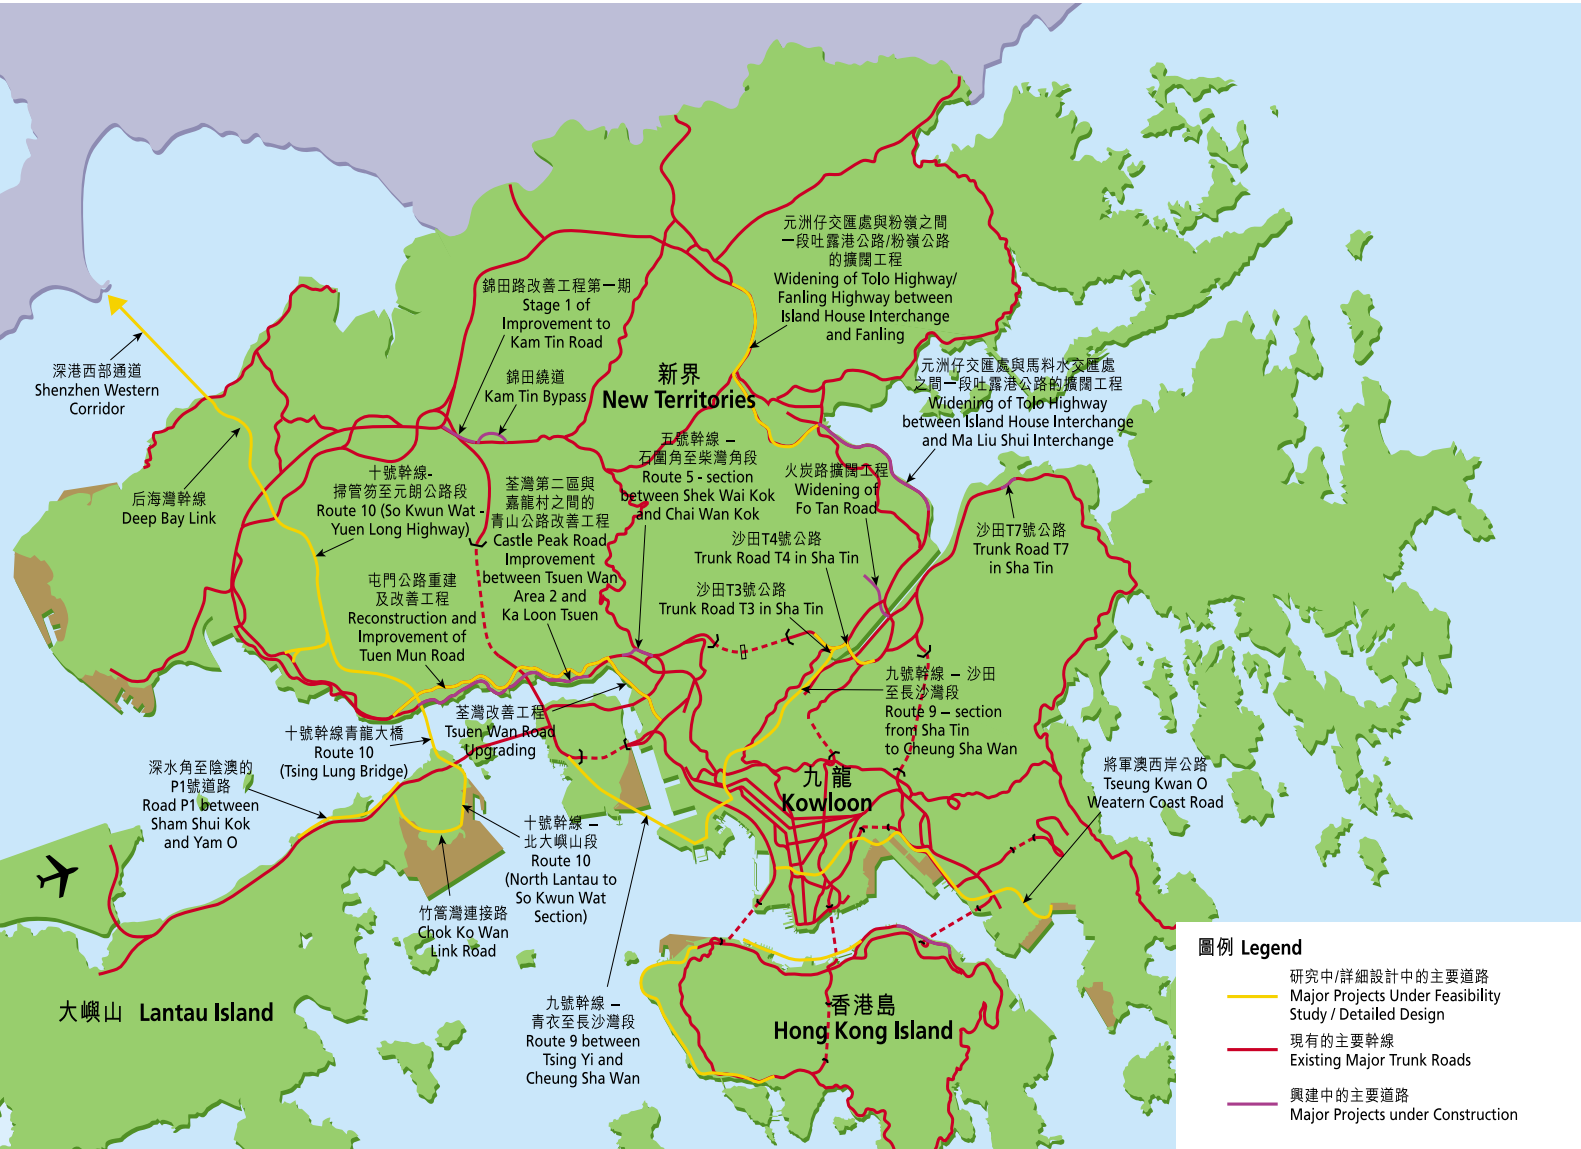 元洲仔交匯處與粉嶺之間
一段吐露港公路/粉嶺公路
的擴闊工程
Widening of Tolo Highway/
Fanling Highway between
Island House Interchange
and Fanling
錦田路改善工程第一期
Stage 1 of
Improvement to
Kam Tin Road
深港西部通道
Shenzhen Western
Corridor
錦田繞道
Kam Tin Bypass
新界
New Territories
元洲仔交匯處與馬料水交匯處
之間一段吐露港公路的擴闊工程
Widening of Tolo Highway
between Island House Interchange
and Ma Liu Shui Interchange
五號幹線 –
石圍角至柴灣角段
Route 5 - section
between Shek Wai Kok
and Chai Wan Kok
后海灣幹線
Deep Bay Link
十號幹線-
掃管笏至元朗公路段
Route 10 (So Kwun Wat -
Yuen Long Highway)
荃灣第二區與
嘉龍村之間的
青山公路改善工程
Castle Peak Road
Improvement
between Tsuen Wan
Area 2 and
Ka Loon Tsuen
火炭路擴闊工程
Widening of
Fo Tan Road
沙田T4號公路
Trunk Road T4 in Sha Tin
沙田T7號公路
Trunk Road T7
in Sha Tin
沙田T3號公路
Trunk Road T3 in Sha Tin
屯門公路重建
及改善工程
Reconstruction and
Improvement of
Tuen Mun Road
九號幹線 – 沙田
至長沙灣段
Route 9 – section
from Sha Tin
to Cheung Sha Wan
荃灣改善工程
Tsuen Wan Road
Upgrading
十號幹線青龍大橋
Route 10
(Tsing Lung Bridge)
深水角至陰澳的
P1號道路
Road P1 between
Sham Shui Kok
and Yam O
九龍
Kowloon
將軍澳西岸公路
Tseung Kwan O
Weatern Coast Road
十號幹線 –
北大嶼山段
Route 10
(North Lantau to
So Kwun Wat
Section)
竹篙灣連接路
Chok Ko Wan
Link Road
大嶼山 Lantau Island
九號幹線 –
青衣至長沙灣段
Route 9 between
Tsing Yi and
Cheung Sha Wan
香港島
Hong Kong Island
圖例 Legend
研究中/詳細設計中的主要道路
Major Projects Under Feasibility
Study / Detailed Design
現有的主要幹線
Existing Major Trunk Roads
興建中的主要道路
Major Projects under Construction